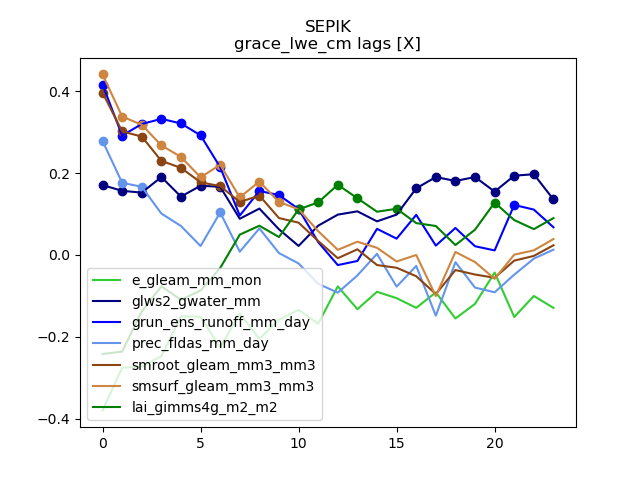 SEPIK
grace_lwe_cm lags [X]
0.4
0.2
0.0
−0.2
−0.4
e_gleam_mm_mon
glws2_gwater_mm
grun_ens_runoff_mm_day
prec_fldas_mm_day
smroot_gleam_mm3_mm3
smsurf_gleam_mm3_mm3
lai_gimms4g_m2_m2
0 5 10 15 20